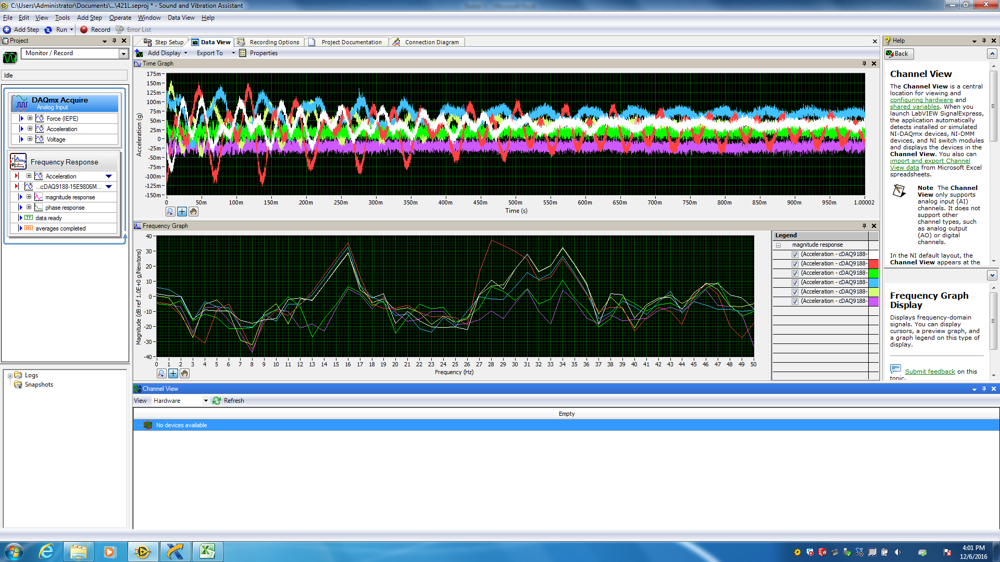 C:\Users\Administrator\Documents\...\421L.seproj * - Sound and Vibration Assistant
File Edit View Tools Add Step Operate Window Data View Help
Add Step Run Record Error List
Project
Monitor / Record
Idle
DAQmx Acquire
Analog Input
Force (IEPE)
Acceleration
Voltage
Frequency Response
Acceleration
...cDAQ9188-15E9806M...
magnitude response
phase response
TF data ready
DBL averages completed
Logs
Snapshots
Step Setup Data View Recording Options Project Documentation Connection Diagram
Add Display Export To Properties
Time Graph
Acceleration (g)
175m
150m
125m
100m
75m
50m
25m
0
-25m
-50m
-75m
-100m
-125m
-150m
0 50m 100m 150m 200m 250m 300m 350m 400m 450m 500m 550m 600m 650m 700m 750m 800m 850m 900m 950m 1.00002
Time (s)
Frequency Graph
Magnitude (dB ref 1.0E+0 g/Newtons)
40
30
20
10
0
-10
-20
-30
-40
0 1 2 3 4 5 6 7 8 9 10 11 12 13 14 15 16 17 18 19 20 21 22 23 24 25 26 27 28 29 30 31 32 33 34 35 36 37 38 39 40 41 42 43 44 45 46 47 48 49 50
Frequency (Hz)
Legend
magnitude response
(Acceleration - cDAQ9188-
(Acceleration - cDAQ9188-
(Acceleration - cDAQ9188-
(Acceleration - cDAQ9188-
(Acceleration - cDAQ9188-
(Acceleration - cDAQ9188-
Channel View
View Hardware Refresh
Empty
No devices available
Help
Back
Channel View
The Channel View is a central
location for viewing and
configuring hardware and
shared variables. When you
launch LabVIEW SignalExpress,
the application automatically
detects installed or simulated
NI-DAQmx devices, NI-DMM
devices, and NI switch modules
and displays the devices in the
Channel View. You also can
import and export Channel
View data from Microsoft Excel
spreadsheets.
Note The Channel
View only supports
analog input (AI)
channels. It does not
support other
channel types, such
as analog output
(AO) or digital
channels.
In the NI default layout, the
Channel View appears at the
Frequency Graph
Display
Displays frequency-domain
signals. You can display
cursors, a preview graph, and
a graph legend on this type of
display.
Submit feedback on this
topic.
4:01 PM
12/6/2016